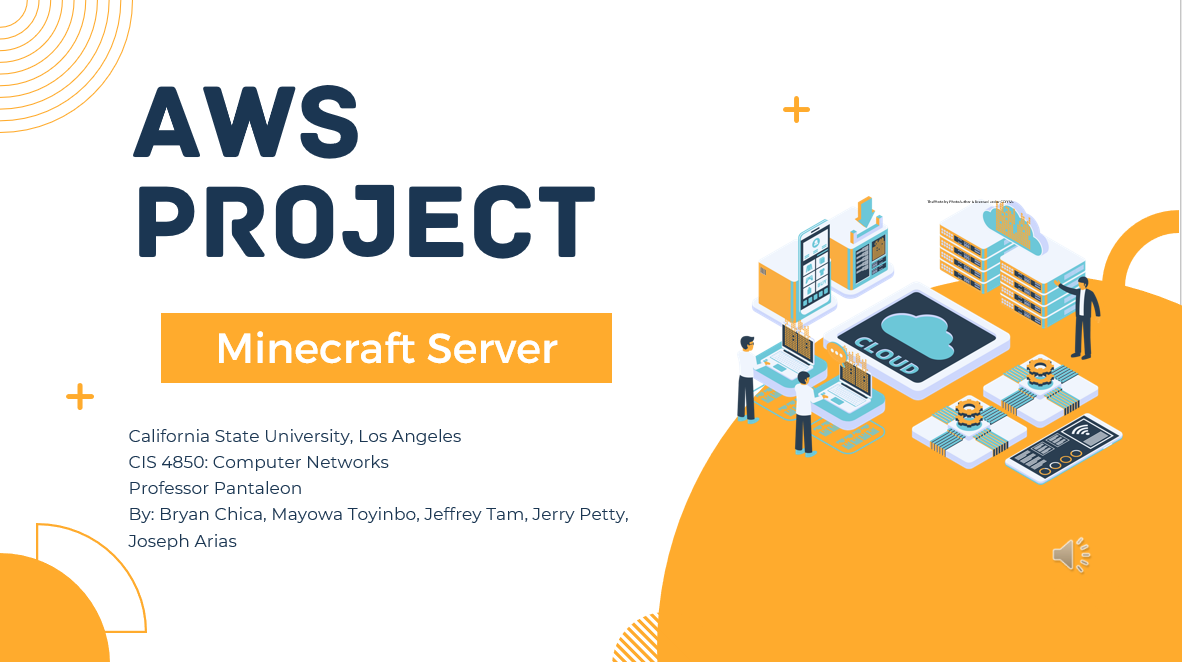 AWS
PROJECT
Minecraft Server
California State University, Los Angeles
CIS 4850: Computer Networks
Professor Pantaleon
By: Bryan Chica, Mayowa Toyinbo, Jeffrey Tam, Jerry Petty,
Joseph Arias
CLOUD